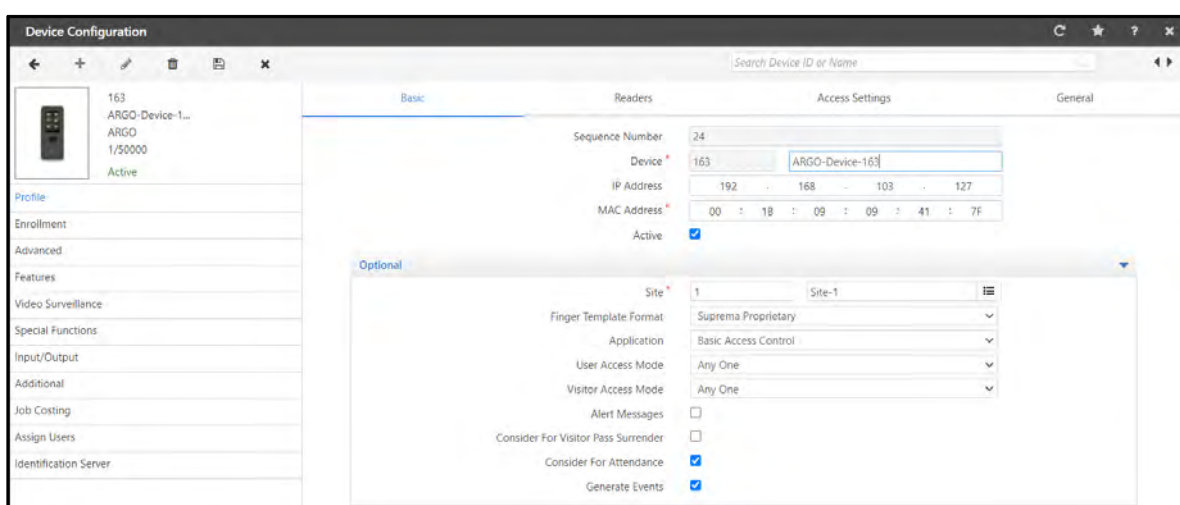 Device Configuration
?
Search Device ID or Name
163
ARGO-Device-1...
ARGO
1/50000
Active
Profile
Enrollment
Advanced
Features
Video Surveillance
Special Functions
Input/Output
Additional
Job Costing
Assign Users
Identification Server
Basic Readers Access Settings General
Sequence Number 24
Device * 163 ARGO-Device-163
IP Address 192 . 168 . 103 . 127
MAC Address * 00 : 1B : 09 : 09 : 41 : 7F
Active
Optional
Site * 1 Site-1
Finger Template Format Suprema Proprietary
Application Basic Access Control
User Access Mode Any One
Visitor Access Mode Any One
Alert Messages
Consider For Visitor Pass Surrender
Consider For Attendance
Generate Events